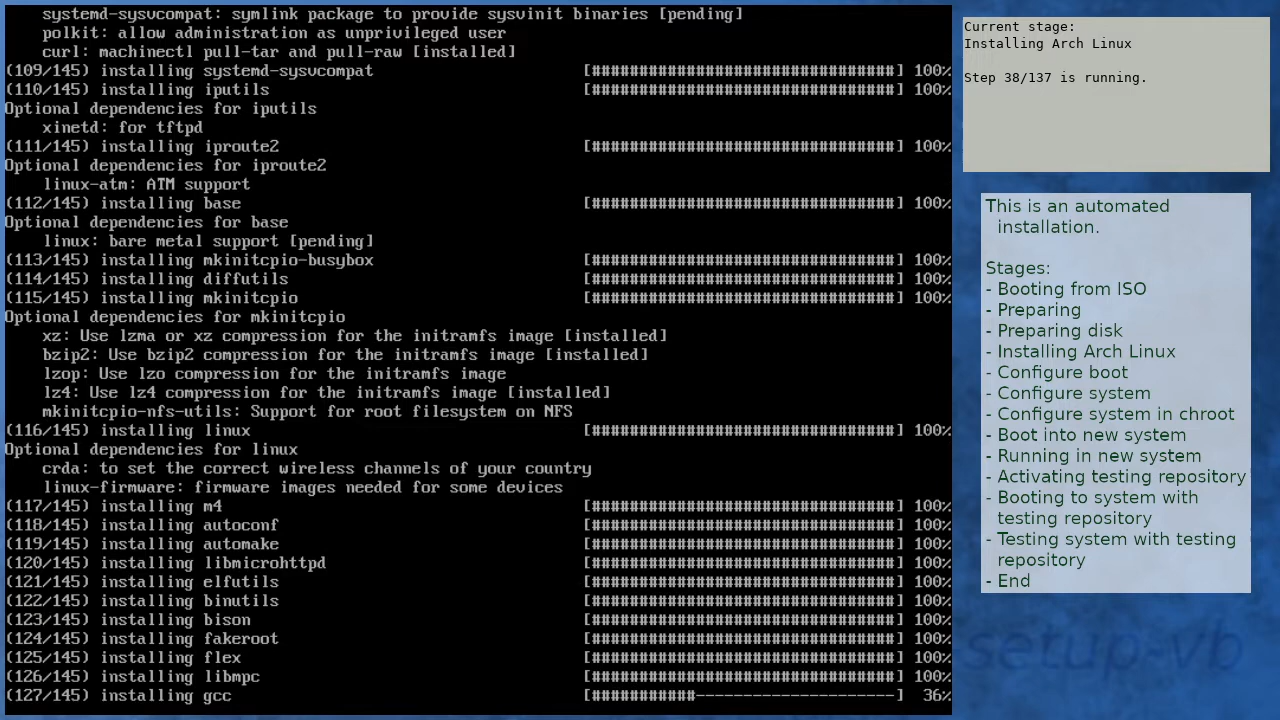 systemd-sysvcompat: symlink package to provide sysvinit binaries [pending]
polkit: allow administration as unprivileged user
curl: machinectl pull-tar and pull-raw [installed]
(109/145) installing systemd-sysvcompat [################################] 100%
(110/145) installing iputils [################################] 100%
Optional dependencies for iputils
xinetd: for tftpd
(111/145) installing iproute2 [################################] 100%
Optional dependencies for iproute2
linux-atm: ATM support
(112/145) installing base [################################] 100%
Optional dependencies for base
linux: bare metal support [pending]
(113/145) installing mkinitcpio-busybox [################################] 100%
(114/145) installing diffutils [################################] 100%
(115/145) installing mkinitcpio [################################] 100%
Optional dependencies for mkinitcpio
xz: Use lzma or xz compression for the initramfs image [installed]
bzip2: Use bzip2 compression for the initramfs image [installed]
lzop: Use lzo compression for the initramfs image
lz4: Use lz4 compression for the initramfs image [installed]
mkinitcpio-nfs-utils: Support for root filesystem on NFS
(116/145) installing linux [################################] 100%
Optional dependencies for linux
crda: to set the correct wireless channels of your country
linux-firmware: firmware images needed for some devices
(117/145) installing m4 [################################] 100%
(118/145) installing autoconf [################################] 100%
(119/145) installing automake [################################] 100%
(120/145) installing libmicrohttpd [################################] 100%
(121/145) installing elfutils [################################] 100%
(122/145) installing binutils [################################] 100%
(123/145) installing bison [################################] 100%
(124/145) installing fakeroot [################################] 100%
(125/145) installing flex [################################] 100%
(126/145) installing libmpc [################################] 100%
(127/145) installing gcc [###########---------------------] 36%
Current stage:
Installing Arch Linux
Step 38/137 is running.
This is an automated
installation.
Stages:
- Booting from ISO
- Preparing
- Preparing disk
- Installing Arch Linux
- Configure boot
- Configure system
- Configure system in chroot
- Boot into new system
- Running in new system
- Activating testing repository
- Booting to system with
testing repository
- Testing system with testing
repository
- End
setup-vb